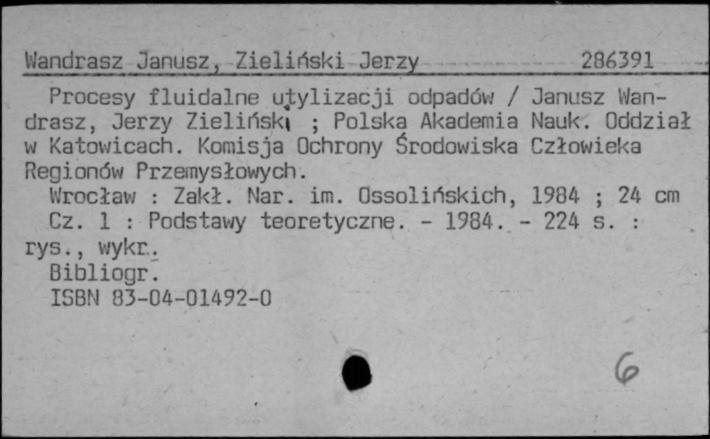 Wandrasz Janusz, Zieliński Jerzy 286391
Procesy fluidalne utylizacji odpadów / Janusz Wan-
drasz, Jerzy Zieliński ; Polska Akademia Nauk. Oddział
w Katowicach. Komisja Ochrony Środowiska Człowieka
Regionów Przemysłowych.
Wrocław : Zakł. Nar. im. Ossolińskich, 1984 ; 24 cm
Cz. 1 : Podstawy teoretyczne. - 1984. - 224 s. :
rys., wykr.
Bibliogr.
ISBN 83-04-01492-0
6